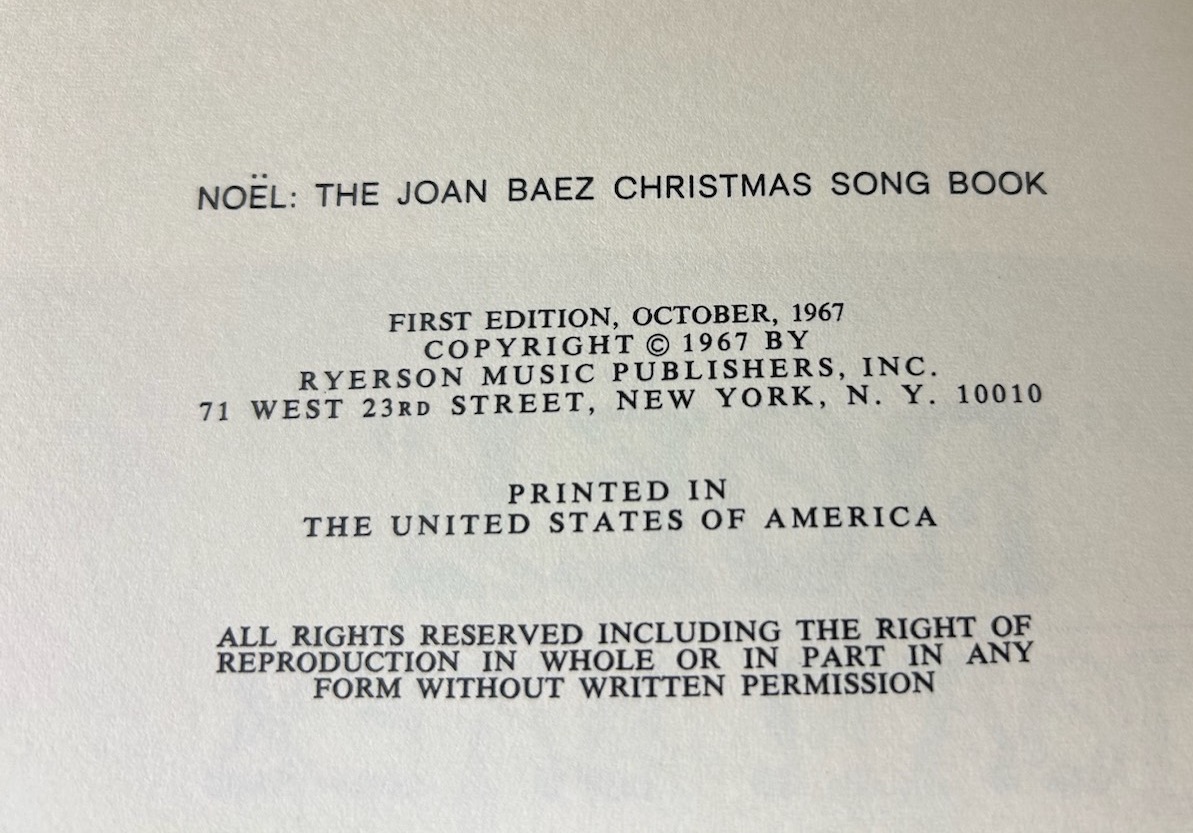 NOËL: THE JOAN BAEZ CHRISTMAS SONG BOOK
FIRST EDITION, OCTOBER, 1967
COPYRIGHT © 1967 BY
RYERSON MUSIC PUBLISHERS, INC.
71 WEST 23RD STREET, NEW YORK, N. Y. 10010
PRINTED IN
THE UNITED STATES OF AMERICA
ALL RIGHTS RESERVED INCLUDING THE RIGHT OF
REPRODUCTION IN WHOLE OR IN PART IN ANY
FORM WITHOUT WRITTEN PERMISSION